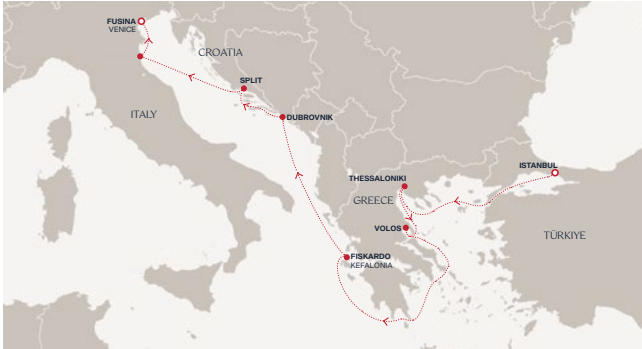 FUSINA
VENICE
CROATIA
SPLIT
ITALY
DUBROVNIK
ISTANBUL
THESSALONIKI
GREECE
VOLOS
TÜRKIYE
FISKARDO
KEFALONIA